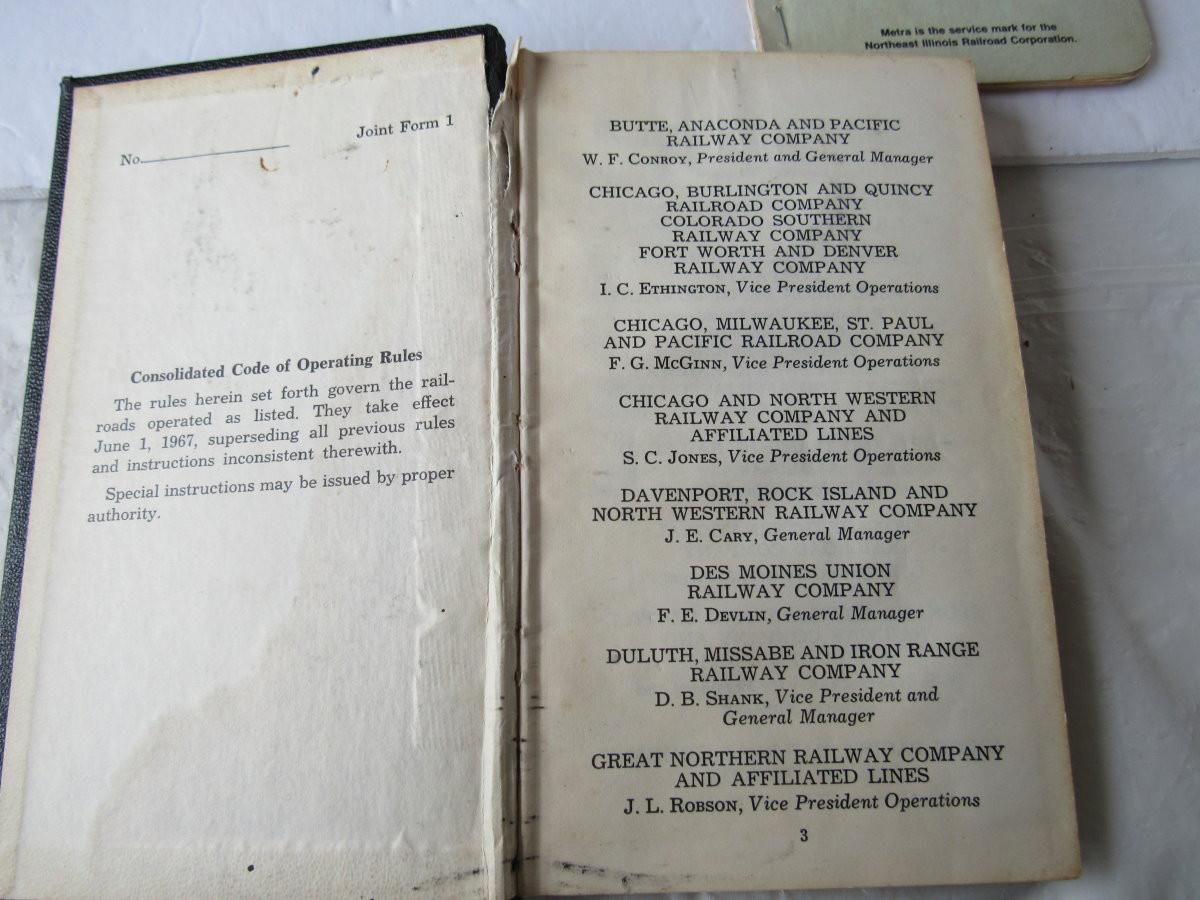 Metra is the service mark for the
Northeast Illinois Railroad Corporation.
Joint Form 1
No.
Consolidated Code of Operating Rules
The rules herein set forth govern the rail-
roads operated as listed. They take effect
June 1, 1967, superseding all previous rules
and instructions inconsistent therewith.
Special instructions may be issued by proper
authority.
BUTTE, ANACONDA AND PACIFIC
RAILWAY COMPANY
W. F. CONROY, President and General Manager
CHICAGO, BURLINGTON AND QUINCY
RAILROAD COMPANY
COLORADO SOUTHERN
RAILWAY COMPANY
FORT WORTH AND DENVER
RAILWAY COMPANY
I. C. ETHINGTON, Vice President Operations
CHICAGO, MILWAUKEE, ST. PAUL
AND PACIFIC RAILROAD COMPANY
F. G. MCGINN, Vice President Operations
CHICAGO AND NORTH WESTERN
RAILWAY COMPANY AND
AFFILIATED LINES
S. C. JONES, Vice President Operations
DAVENPORT, ROCK ISLAND AND
NORTH WESTERN RAILWAY COMPANY
J. E. CARY, General Manager
DES MOINES UNION
RAILWAY COMPANY
F. E. DEVLIN, General Manager
DULUTH, MISSABE AND IRON RANGE
RAILWAY COMPANY
D. B. SHANK, Vice President and
General Manager
GREAT NORTHERN RAILWAY COMPANY
AND AFFILIATED LINES
J. L. ROBSON, Vice President Operations
3